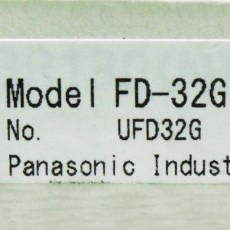 Model FD-32G
No. UFD32G
Panasonic Indust